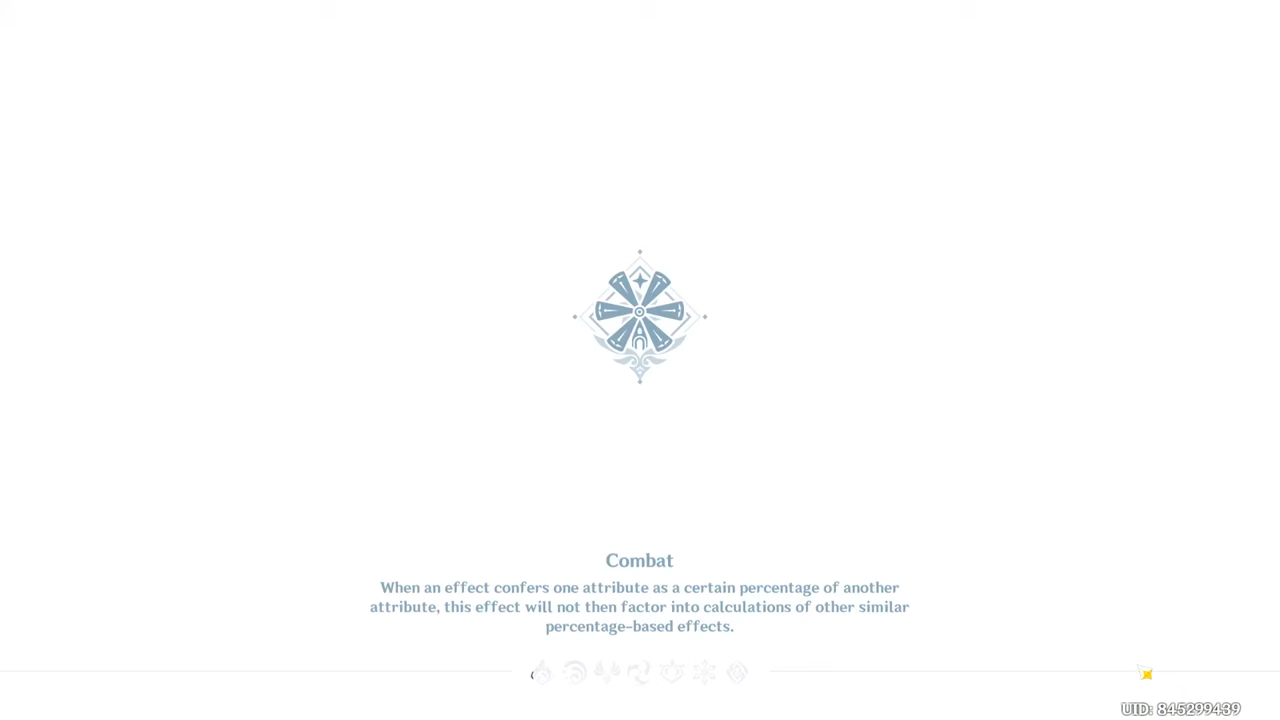 Combat
When an effect confers one attribute as a certain percentage of another
attribute, this effect will not then factor into calculations of other similar
percentage-based effects.
UID: 845299439